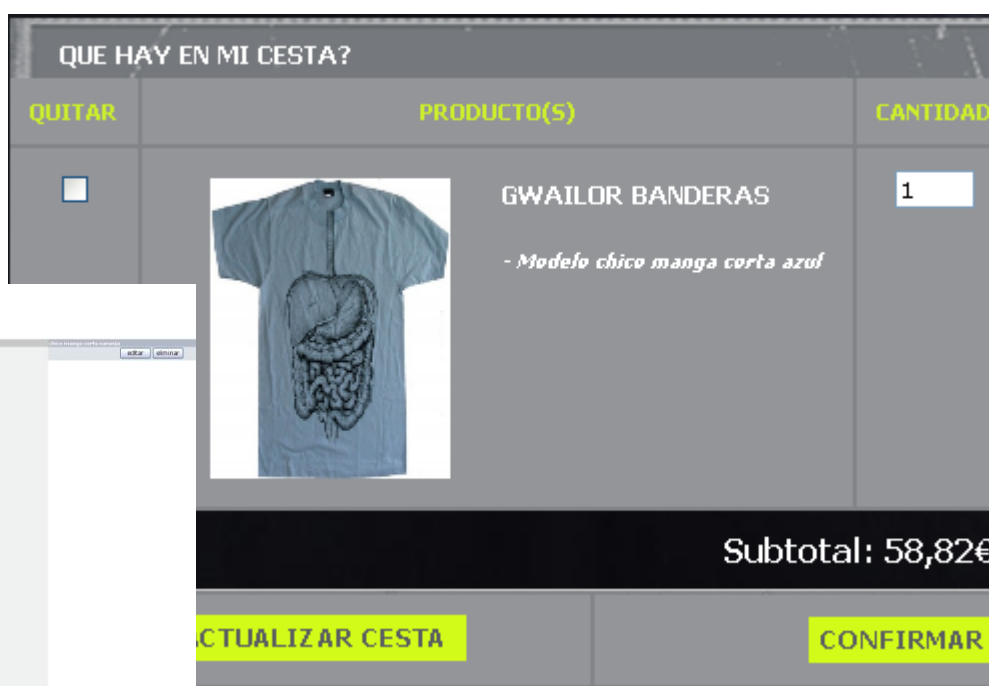 QUE HAY EN MI CESTA?
QUITAR
PRODUCTO(S)
CANTIDAD
1
GWAILOR BANDERAS
- Modelo chico manga corta azul
editar
eliminar
Subtotal: 58,82€
ACTUALIZAR CESTA
CONFIRMAR